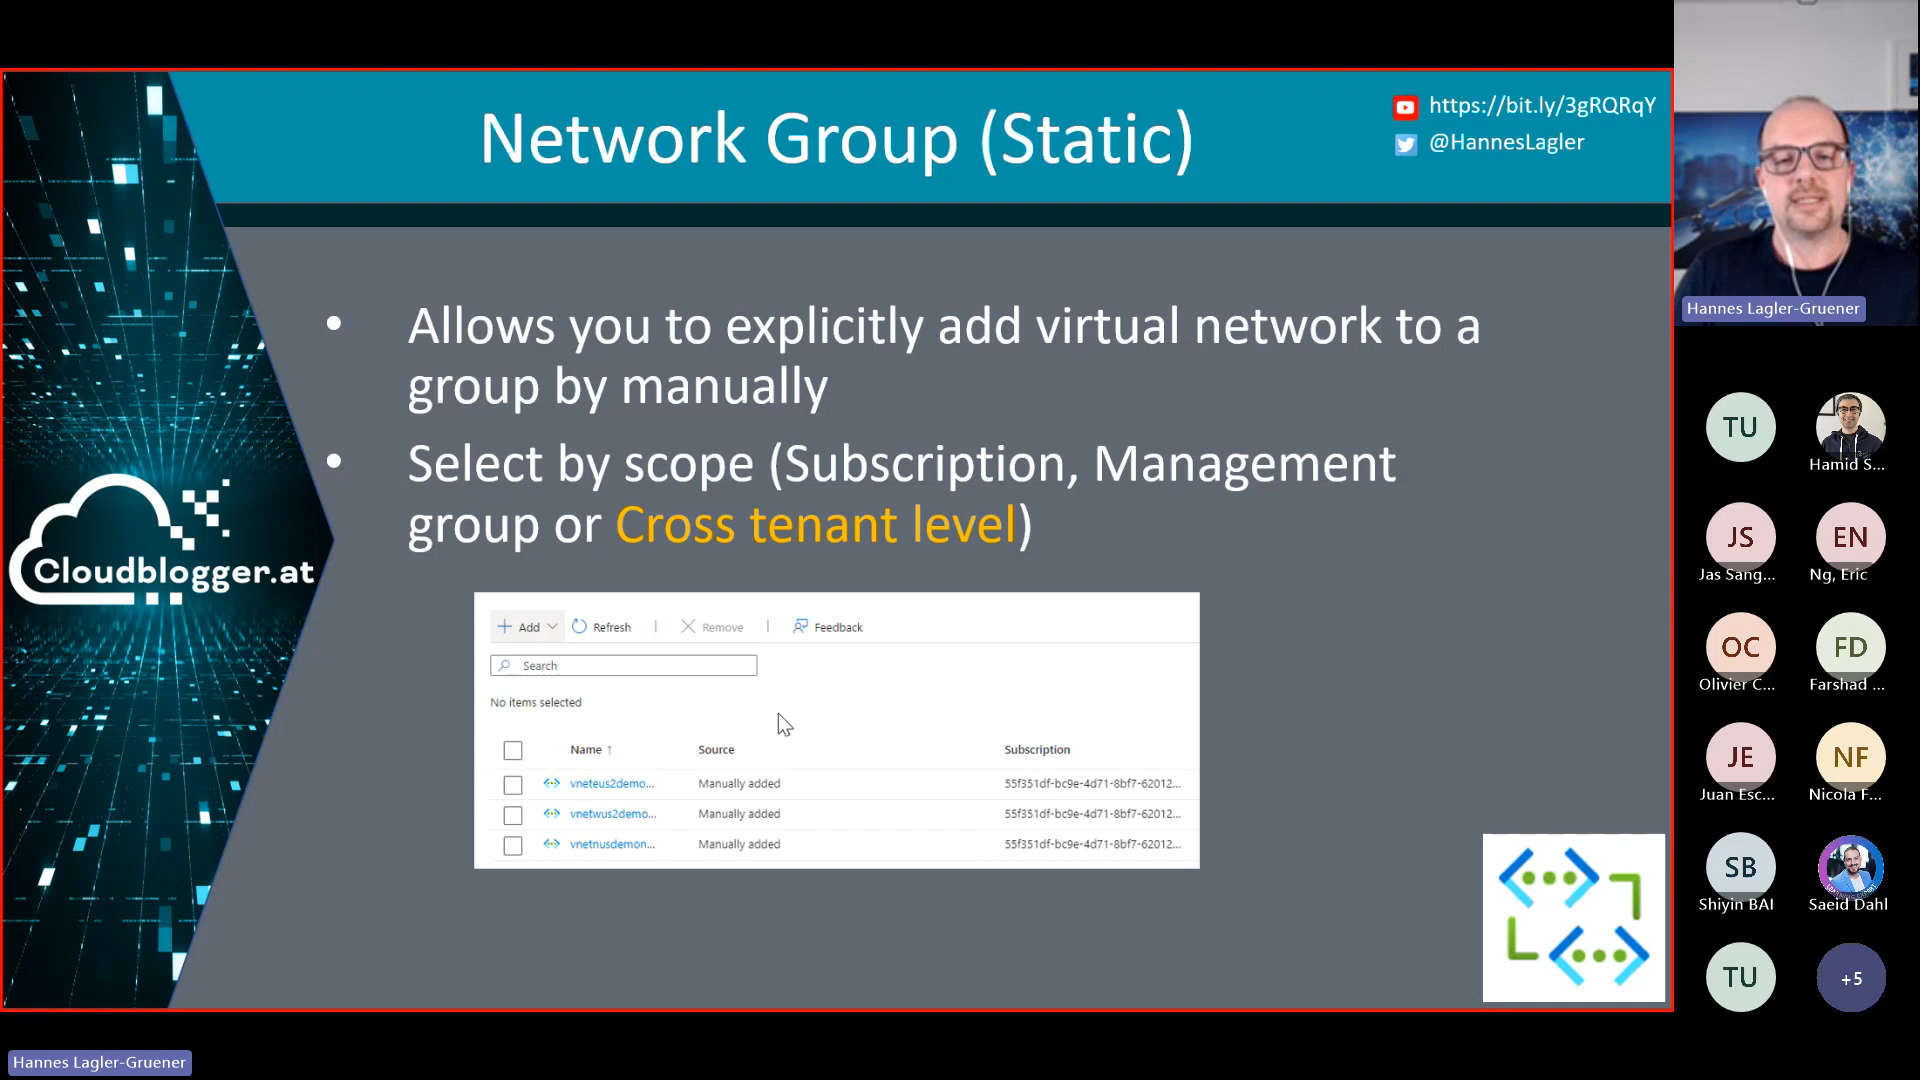 Network Group (Static)
https://bit.ly/3gRQRqY
@HannesLagler
• Allows you to explicitly add virtual network to a
group by manually
• Select by scope (Subscription, Management
group or Cross tenant level)
Cloudblogger.at
Add Refresh | Remove | Feedback
Search
No items selected
Name ↑ Source Subscription
vneteus2demo... Manually added 55f351df-bc9e-4d71-8bf7-62012...
vnetwus2demo... Manually added 55f351df-bc9e-4d71-8bf7-62012...
vnetnusdemon... Manually added 55f351df-bc9e-4d71-8bf7-62012...
Hannes Lagler-Gruener
TU
Hamid S...
JS EN
Jas Sang... Ng, Eric
OC FD
Olivier C... Farshad ...
JE NF
Juan Esc... Nicola F...
SB
Shiyin BAI Saeid Dahl
TU +5
Hannes Lagler-Gruener